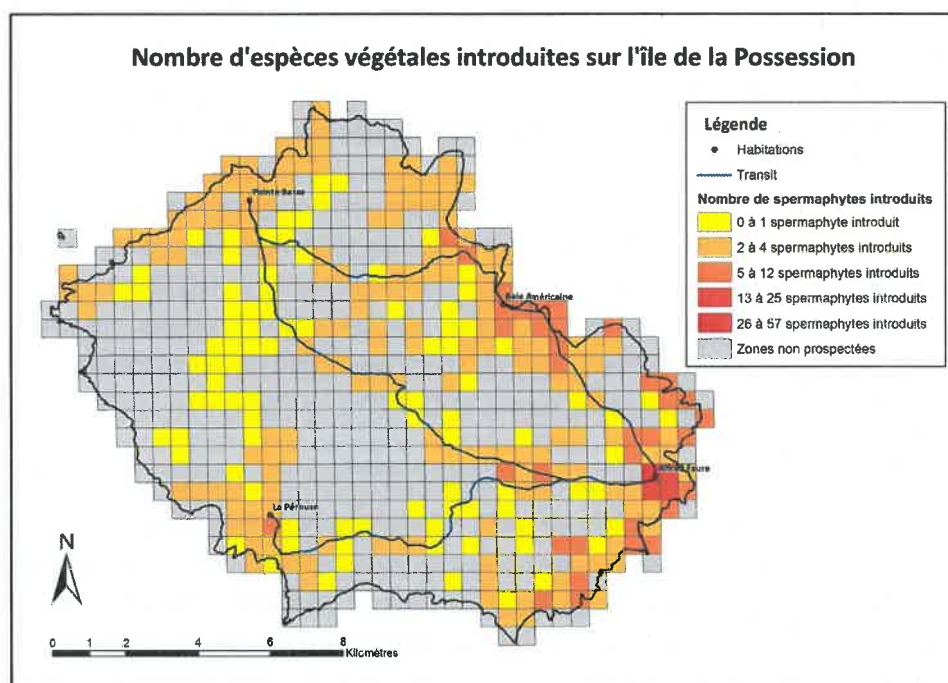 Nombre d'espèces végétales introduites sur l'île de la Possession
Légende
Habitations
Transit
Nombre de spermaphytes introduits
0 à 1 spermaphyte introduit
2 à 4 spermaphytes introduits
5 à 12 spermaphytes introduits
13 à 25 spermaphytes introduits
26 à 57 spermaphytes introduits
Zones non prospectées
Pointe Basse
Baie Américaine
Alfred Faure
La Pérouse
N
0 1 2 4 6 8
Kilomètres